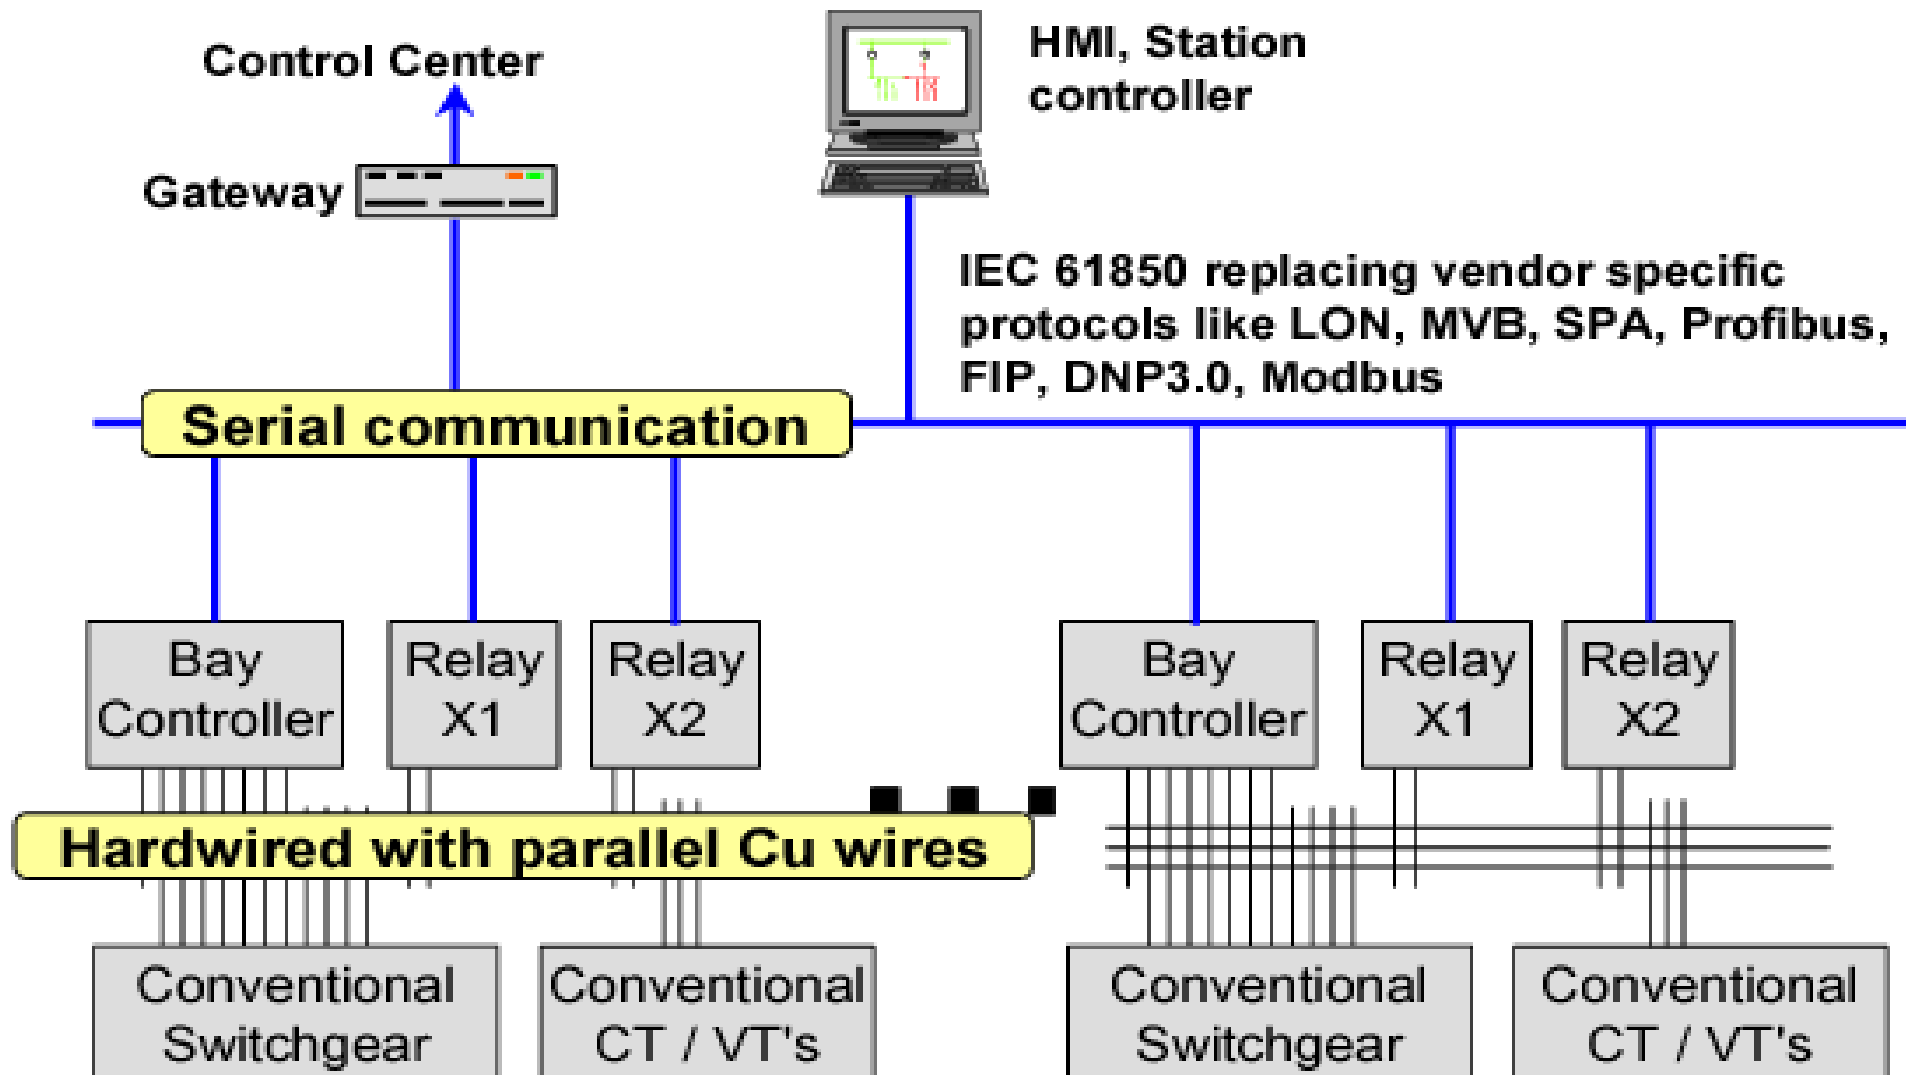 Control Center
HMI, Station
controller
Gateway
IEC 61850 replacing vendor specific
protocols like LON, MVB, SPA, Profibus,
FIP, DNP3.0, Modbus
Serial communication
Bay
Controller
Relay
X1
Relay
X2
Bay
Controller
Relay
X1
Relay
X2
Hardwired with parallel Cu wires
Conventional
Switchgear
Conventional
CT / VT's
Conventional
Switchgear
Conventional
CT / VT's